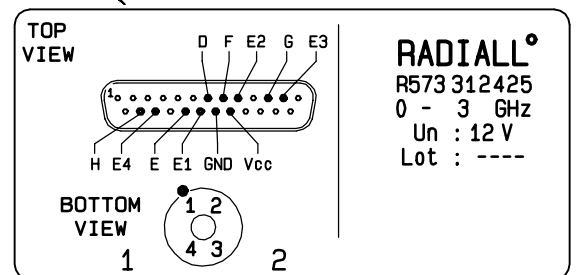 TOP
VIEW
D F E2 G E3
1
H E4 E E1 GND Vcc
BOTTOM
VIEW
1 2
4 3
1 2
RADIALL°
R573 312425
0 - 3 GHz
Un : 12 V
Lot : ----